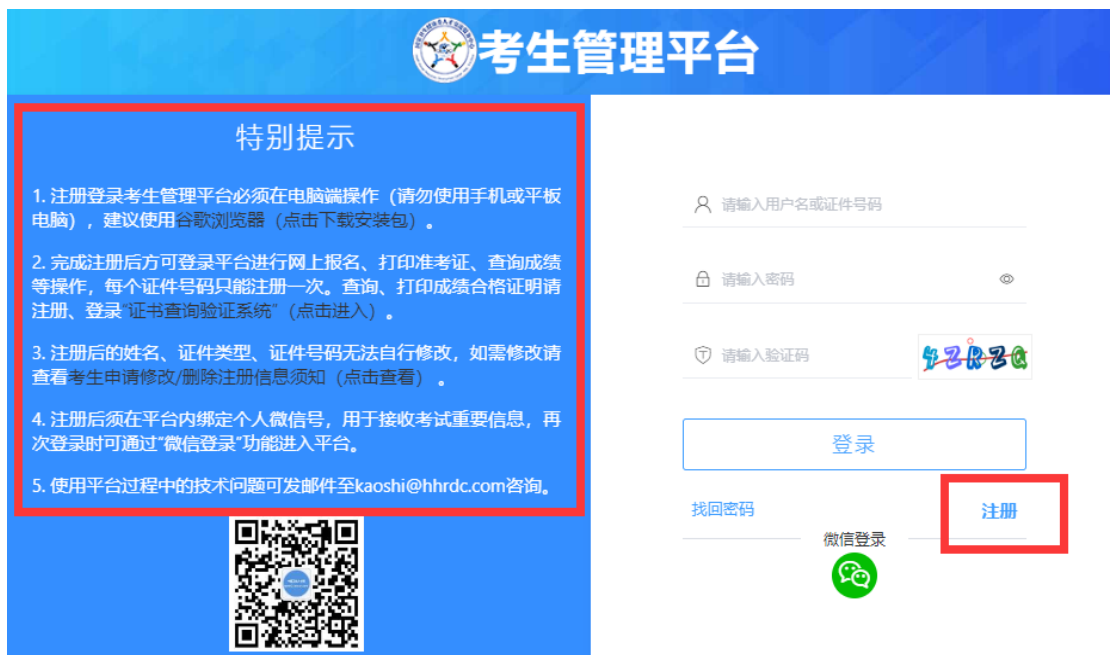 考生管理平台
特别提示
1. 注册登录考生管理平台必须在电脑端操作（请勿使用手机或平板
电脑），建议使用谷歌浏览器（点击下载安装包）。
2. 完成注册后方可登录平台进行网上报名、打印准考证、查询成绩
等操作，每个证件号码只能注册一次。查询、打印成绩合格证明请
注册、登录“证书查询验证系统”（点击进入）。
3. 注册后的姓名、证件类型、证件号码无法自行修改，如需修改请
查看考生申请修改/删除注册信息须知（点击查看）。
4. 注册后须在平台内绑定个人微信号，用于接收考试重要信息，再
次登录时可通过“微信登录”功能进入平台。
5. 使用平台过程中的技术问题可发邮件至kaoshi@hhrdc.com咨询。
请输入用户名或证件号码
请输入密码
请输入验证码
登录
找回密码
注册
微信登录